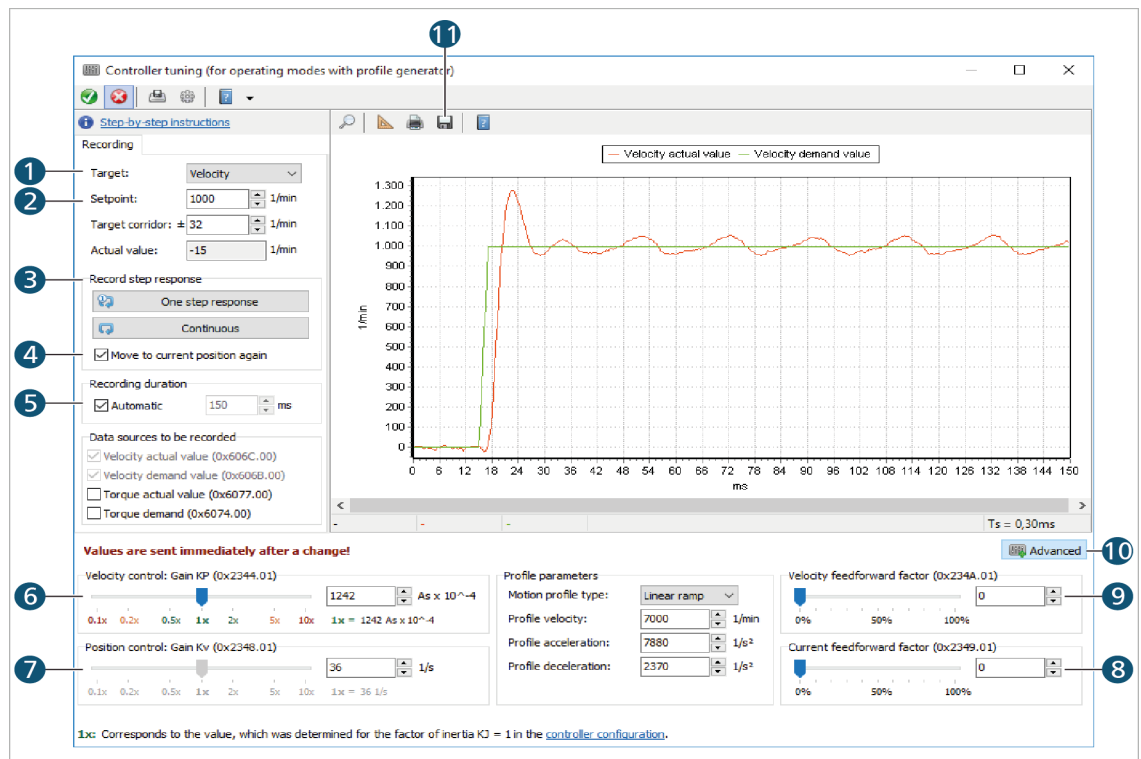 11
Controller tuning (for operating modes with profile generator)
Step-by-step instructions
Recording
1 Target: Velocity
2 Setpoint: 1000 1/min
Target corridor: ± 32 1/min
Actual value: -15 1/min
3 Record step response
One step response
Continuous
4 Move to current position again
Recording duration
5 Automatic 150 ms
Data sources to be recorded
Velocity actual value (0x606C.00)
Velocity demand value (0x606B.00)
Torque actual value (0x6077.00)
Torque demand (0x6074.00)
Velocity actual value Velocity demand value
1.300
1.200
1.100
1.000
900
800
700
600
500
400
300
200
100
0
1/min
0 6 12 18 24 30 36 42 48 54 60 66 72 78 84 90 96 102 108 114 120 126 132 138 144 150
ms
- - - Ts = 0,30ms
Values are sent immediately after a change!
Advanced 10
Velocity control: Gain KP (0x2344.01)
6 1242 As x 10^-4
0.1x 0.2x 0.5x 1x 2x 5x 10x 1x = 1242 As x 10^-4
Position control: Gain Kv (0x2348.01)
7 36 1/s
0.1x 0.2x 0.5x 1x 2x 5x 10x 1x = 36 1/s
Profile parameters
Motion profile type: Linear ramp
Profile velocity: 7000 1/min
Profile acceleration: 7880 1/s²
Profile deceleration: 2370 1/s²
Velocity feedforward factor (0x234A.01)
0 9
0% 50% 100%
Current feedforward factor (0x2349.01)
0 8
0% 50% 100%
1x: Corresponds to the value, which was determined for the factor of inertia KJ = 1 in the controller configuration.